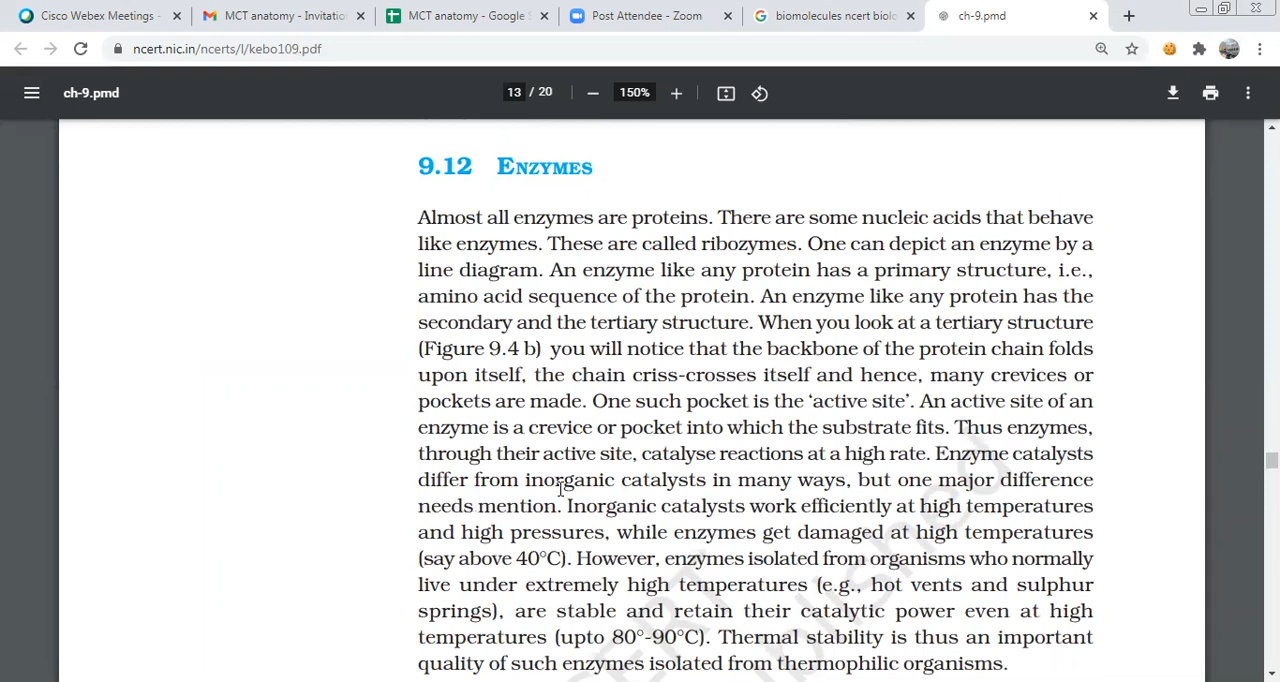 Cisco Webex Meetings - 
MCT anatomy - Invitatio
MCT anatomy - Google S
Post Attendee - Zoom
biomolecules ncert biolo
ch-9.pmd
ncert.nic.in/ncerts/l/kebo109.pdf
ch-9.pmd
13 / 20
150%
9.12 ENZYMES
Almost all enzymes are proteins. There are some nucleic acids that behave
like enzymes. These are called ribozymes. One can depict an enzyme by a
line diagram. An enzyme like any protein has a primary structure, i.e.,
amino acid sequence of the protein. An enzyme like any protein has the
secondary and the tertiary structure. When you look at a tertiary structure
(Figure 9.4 b) you will notice that the backbone of the protein chain folds
upon itself, the chain criss-crosses itself and hence, many crevices or
pockets are made. One such pocket is the ‘active site’. An active site of an
enzyme is a crevice or pocket into which the substrate fits. Thus enzymes,
through their active site, catalyse reactions at a high rate. Enzyme catalysts
differ from inorganic catalysts in many ways, but one major difference
needs mention. Inorganic catalysts work efficiently at high temperatures
and high pressures, while enzymes get damaged at high temperatures
(say above 40°C). However, enzymes isolated from organisms who normally
live under extremely high temperatures (e.g., hot vents and sulphur
springs), are stable and retain their catalytic power even at high
temperatures (upto 80°-90°C). Thermal stability is thus an important
quality of such enzymes isolated from thermophilic organisms.